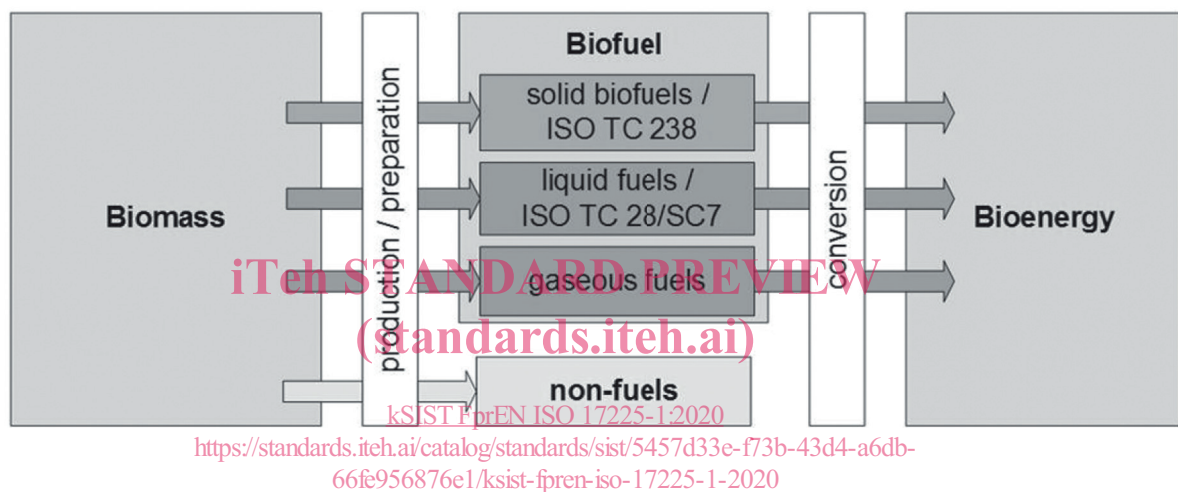 Biomass
production / preparation
Biofuel
solid biofuels /
ISO TC 238
liquid fuels /
ISO TC 28/SC7
gaseous fuels
non-fuels
conversion
Bioenergy
iTeh STANDARD PREVIEW
(standards.iteh.ai)
kSIST FprEN ISO 17225-1:2020
https://standards.iteh.ai/catalog/standards/sist/5457d33e-f73b-43d4-a6db-
66fe956876e1/ksist-fpren-iso-17225-1-2020